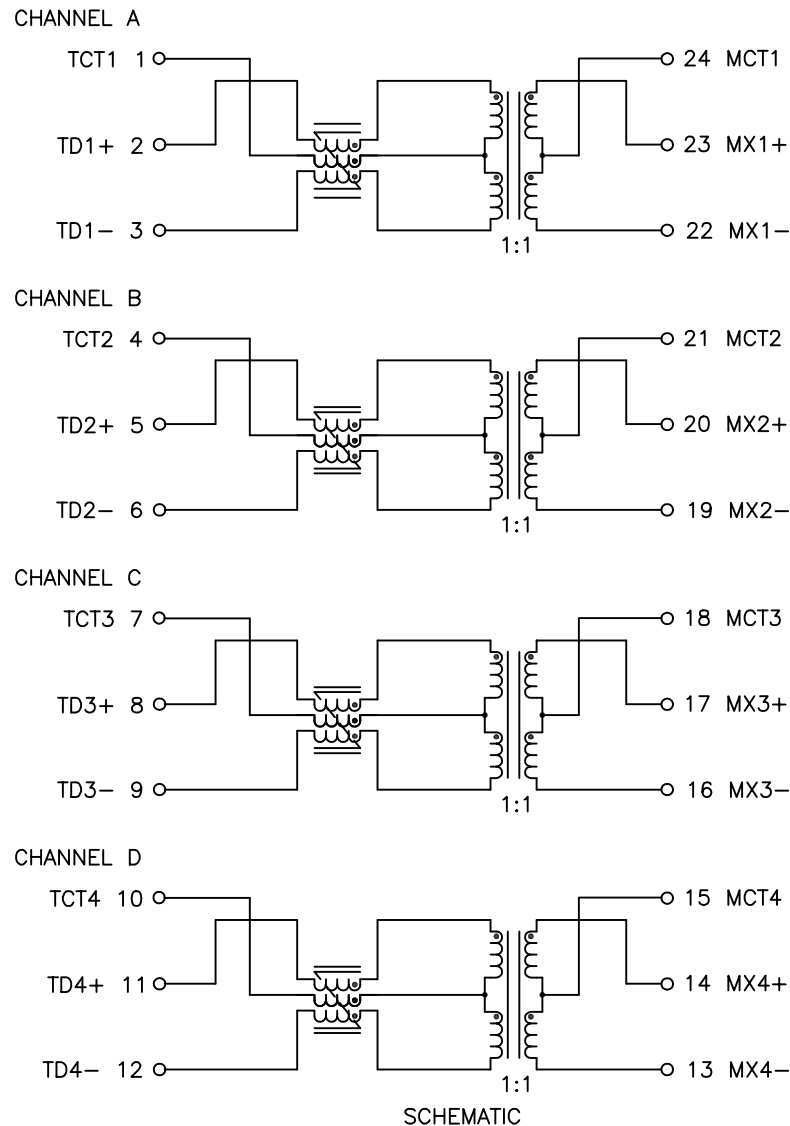 CHANNEL A
TCT1 1 24 MCT1
TD1+ 2 23 MX1+
TD1- 3 22 MX1-
1:1
CHANNEL B
TCT2 4 21 MCT2
TD2+ 5 20 MX2+
TD2- 6 19 MX2-
1:1
CHANNEL C
TCT3 7 18 MCT3
TD3+ 8 17 MX3+
TD3- 9 16 MX3-
1:1
CHANNEL D
TCT4 10 15 MCT4
TD4+ 11 14 MX4+
TD4- 12 13 MX4-
1:1
SCHEMATIC